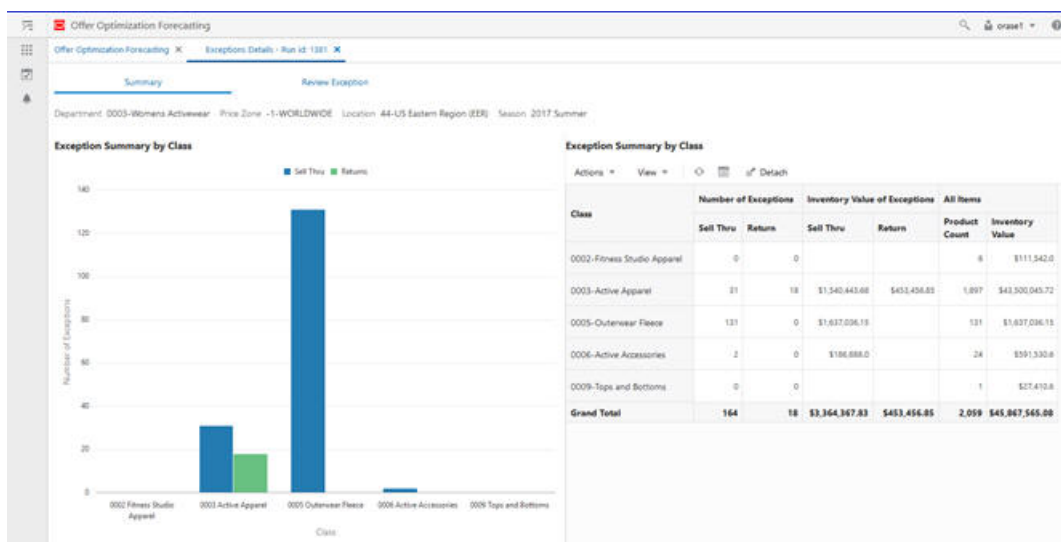 Offer Optimization Forecasting
orase1
Offer Optimization Forecasting
Exceptions Details - Run id: 1381
Summary
Review Exception
Department 0003-Womens Activewear Price Zone -1-WORLDWIDE Location 44-US Eastern Region (EER) Season 2017 Summer
Exception Summary by Class
Sell Thru Returns
140
120
100
80
60
40
20
0
Number of Exceptions
0002 Fitness Studio Apparel
0003 Active Apparel
0005 Outerwear Fleece
0006 Active Accessories
0009 Tops and Bottoms
Class
Exception Summary by Class
Actions View Detach
Class Number of Exceptions Inventory Value of Exceptions All Items
Sell Thru Return Sell Thru Return Product Count Inventory Value
0002-Fitness Studio Apparel 0 0 6 $111,542.0
0003-Active Apparel 31 18 $1,540,443.68 $453,456.85 1,897 $43,500,045.72
0005-Outerwear Fleece 131 0 $1,637,036.15 131 $1,637,036.15
0006-Active Accessories 2 0 $186,888.0 24 $591,530.6
0009-Tops and Bottoms 0 0 1 $27,410.6
Grand Total 164 18 $3,364,367.83 $453,456.85 2,059 $45,867,565.08